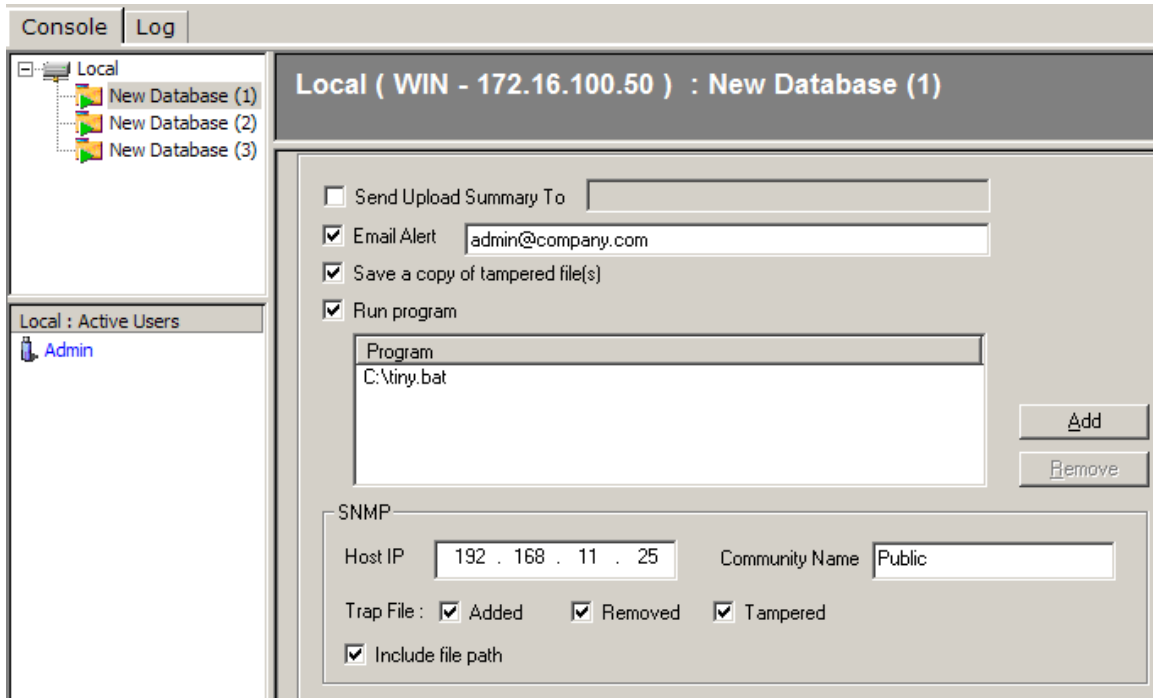 Console Log
Local
New Database (1)
New Database (2)
New Database (3)
Local : Active Users
Admin
Local ( WIN - 172.16.100.50 ) : New Database (1)
Send Upload Summary To
Email Alert admin@company.com
Save a copy of tampered file(s)
Run program
Program
C:\tiny.bat
Add
Remove
SNMP
Host IP 192 . 168 . 11 . 25 Community Name Public
Trap File : Added Removed Tampered
Include file path